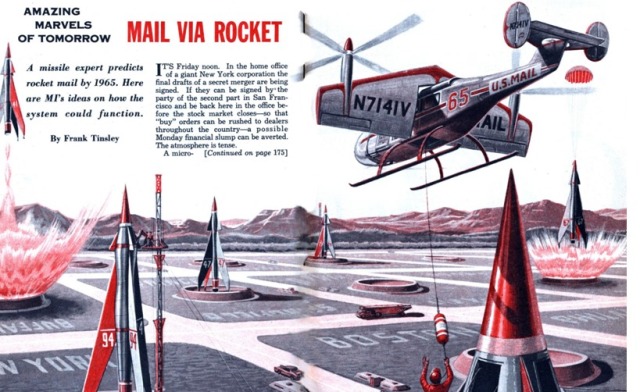 AMAZING
MARVELS
OF TOMORROW
MAIL VIA ROCKET
A missile expert predicts
rocket mail by 1965. Here
are MI's ideas on how the
system could function.
By Frank Tinsley
IT'S Friday noon. In the home office
of a giant New York corporation the
final drafts of a secret merger are being
signed. If they can be signed by the
party of the second part in San Fran-
cisco and be back here in the office be-
fore the stock market closes—so that
"buy" orders can be rushed to dealers
throughout the country—a possible
Monday financial slump can be averted.
The atmosphere is tense.
A micro- [Continued on page 175]
N7141V
N7141V
65
U.S. MAIL
MAIL
47
94
94
BUFFALO
NEW YORK
BOSTON